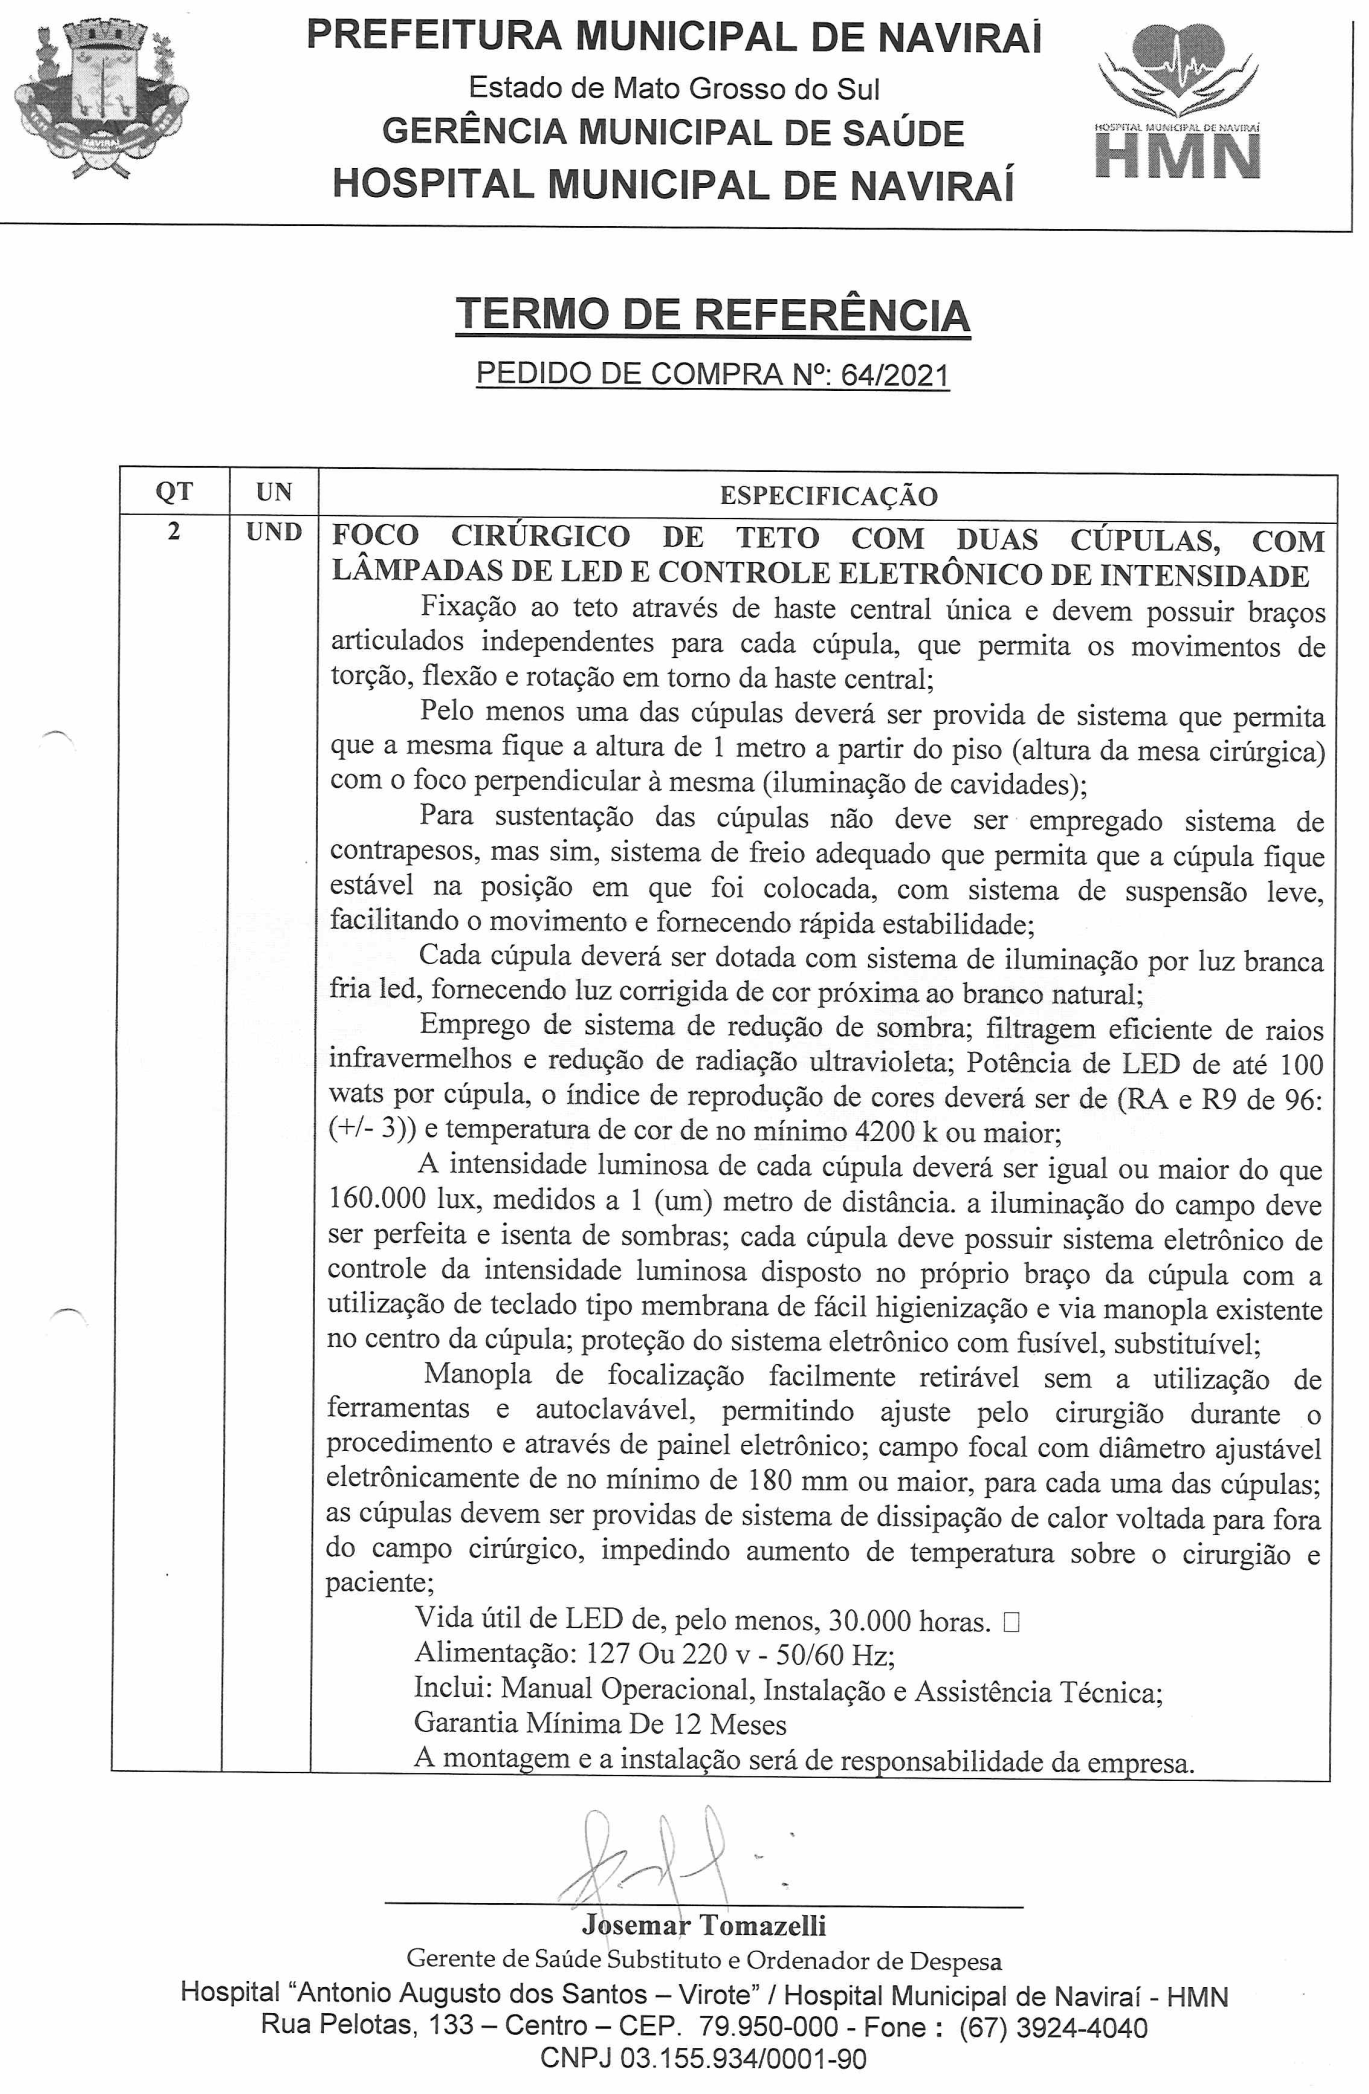 PREFEITURA MUNICIPAL DE NAVIRAÍ
Estado de Mato Grosso do Sul
GERÊNCIA MUNICIPAL DE SAÚDE
HOSPITAL MUNICIPAL DE NAVIRAÍ
NAVIRAÍ
HOSPITAL MUNICIPAL DE NAVIRAÍ
HMN
TERMO DE REFERÊNCIA
PEDIDO DE COMPRA Nº: 64/2021
QT UN ESPECIFICAÇÃO
2 UND FOCO CIRÚRGICO DE TETO COM DUAS CÚPULAS, COM
LÂMPADAS DE LED E CONTROLE ELETRÔNICO DE INTENSIDADE
Fixação ao teto através de haste central única e devem possuir braços
articulados independentes para cada cúpula, que permita os movimentos de
torção, flexão e rotação em torno da haste central;
Pelo menos uma das cúpulas deverá ser provida de sistema que permita
que a mesma fique a altura de 1 metro a partir do piso (altura da mesa cirúrgica)
com o foco perpendicular à mesma (iluminação de cavidades);
Para sustentação das cúpulas não deve ser empregado sistema de
contrapesos, mas sim, sistema de freio adequado que permita que a cúpula fique
estável na posição em que foi colocada, com sistema de suspensão leve,
facilitando o movimento e fornecendo rápida estabilidade;
Cada cúpula deverá ser dotada com sistema de iluminação por luz branca
fria led, fornecendo luz corrigida de cor próxima ao branco natural;
Emprego de sistema de redução de sombra; filtragem eficiente de raios
infravermelhos e redução de radiação ultravioleta; Potência de LED de até 100
wats por cúpula, o índice de reprodução de cores deverá ser de (RA e R9 de 96:
(+/- 3)) e temperatura de cor de no mínimo 4200 k ou maior;
A intensidade luminosa de cada cúpula deverá ser igual ou maior do que
160.000 lux, medidos a 1 (um) metro de distância. a iluminação do campo deve
ser perfeita e isenta de sombras; cada cúpula deve possuir sistema eletrônico de
controle da intensidade luminosa disposto no próprio braço da cúpula com a
utilização de teclado tipo membrana de fácil higienização e via manopla existente
no centro da cúpula; proteção do sistema eletrônico com fusível, substituível;
Manopla de focalização facilmente retirável sem a utilização de
ferramentas e autoclavável, permitindo ajuste pelo cirurgião durante o
procedimento e através de painel eletrônico; campo focal com diâmetro ajustável
eletrônicamente de no mínimo de 180 mm ou maior, para cada uma das cúpulas;
as cúpulas devem ser providas de sistema de dissipação de calor voltada para fora
do campo cirúrgico, impedindo aumento de temperatura sobre o cirurgião e
paciente;
Vida útil de LED de, pelo menos, 30.000 horas. □
Alimentação: 127 Ou 220 v - 50/60 Hz;
Inclui: Manual Operacional, Instalação e Assistência Técnica;
Garantia Mínima De 12 Meses
A montagem e a instalação será de responsabilidade da empresa.
Josemar Tomazelli
Gerente de Saúde Substituto e Ordenador de Despesa
Hospital “Antonio Augusto dos Santos – Virote” / Hospital Municipal de Naviraí - HMN
Rua Pelotas, 133 – Centro – CEP. 79.950-000 - Fone : (67) 3924-4040
CNPJ 03.155.934/0001-90